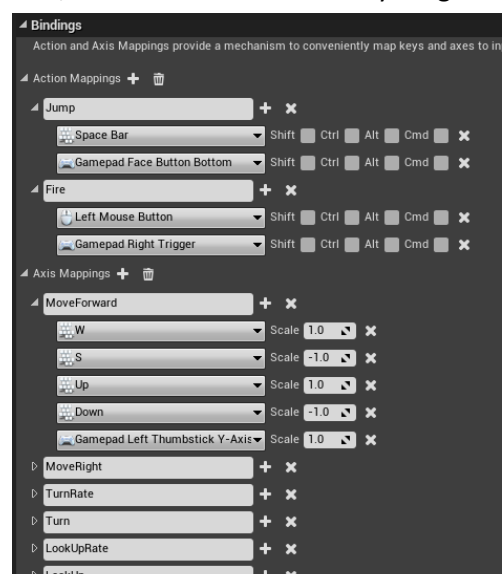 Bindings
Action and Axis Mappings provide a mechanism to conveniently map keys and axes to in
Action Mappings
Jump
Space Bar Shift Ctrl Alt Cmd
Gamepad Face Button Bottom Shift Ctrl Alt Cmd
Fire
Left Mouse Button Shift Ctrl Alt Cmd
Gamepad Right Trigger Shift Ctrl Alt Cmd
Axis Mappings
MoveForward
W Scale 1.0
S Scale -1.0
Up Scale 1.0
Down Scale -1.0
Gamepad Left Thumbstick Y-Axis Scale 1.0
MoveRight
TurnRate
Turn
LookUpRate